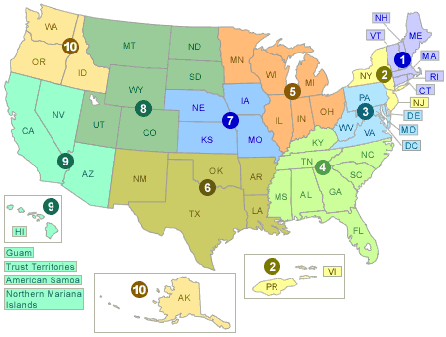 NH
WA
ME
VT
MT
ND
10
MN
1
OR
MA
WI
ID
SD
NY
2
MI
RI
WY
5
CT
8
NE
IA
PA
NJ
NV
3
DE
IL
IN
OH
UT
CO
7
WV
MD
CA
KS
MO
VA
KY
DC
9
TN
4
NC
AZ
NM
OK
AR
SC
6
MS
AL
GA
TX
LA
9
FL
HI
Guam
Trust Territories
American Samoa
Northern Mariana
Islands
10
AK
2
VI
PR